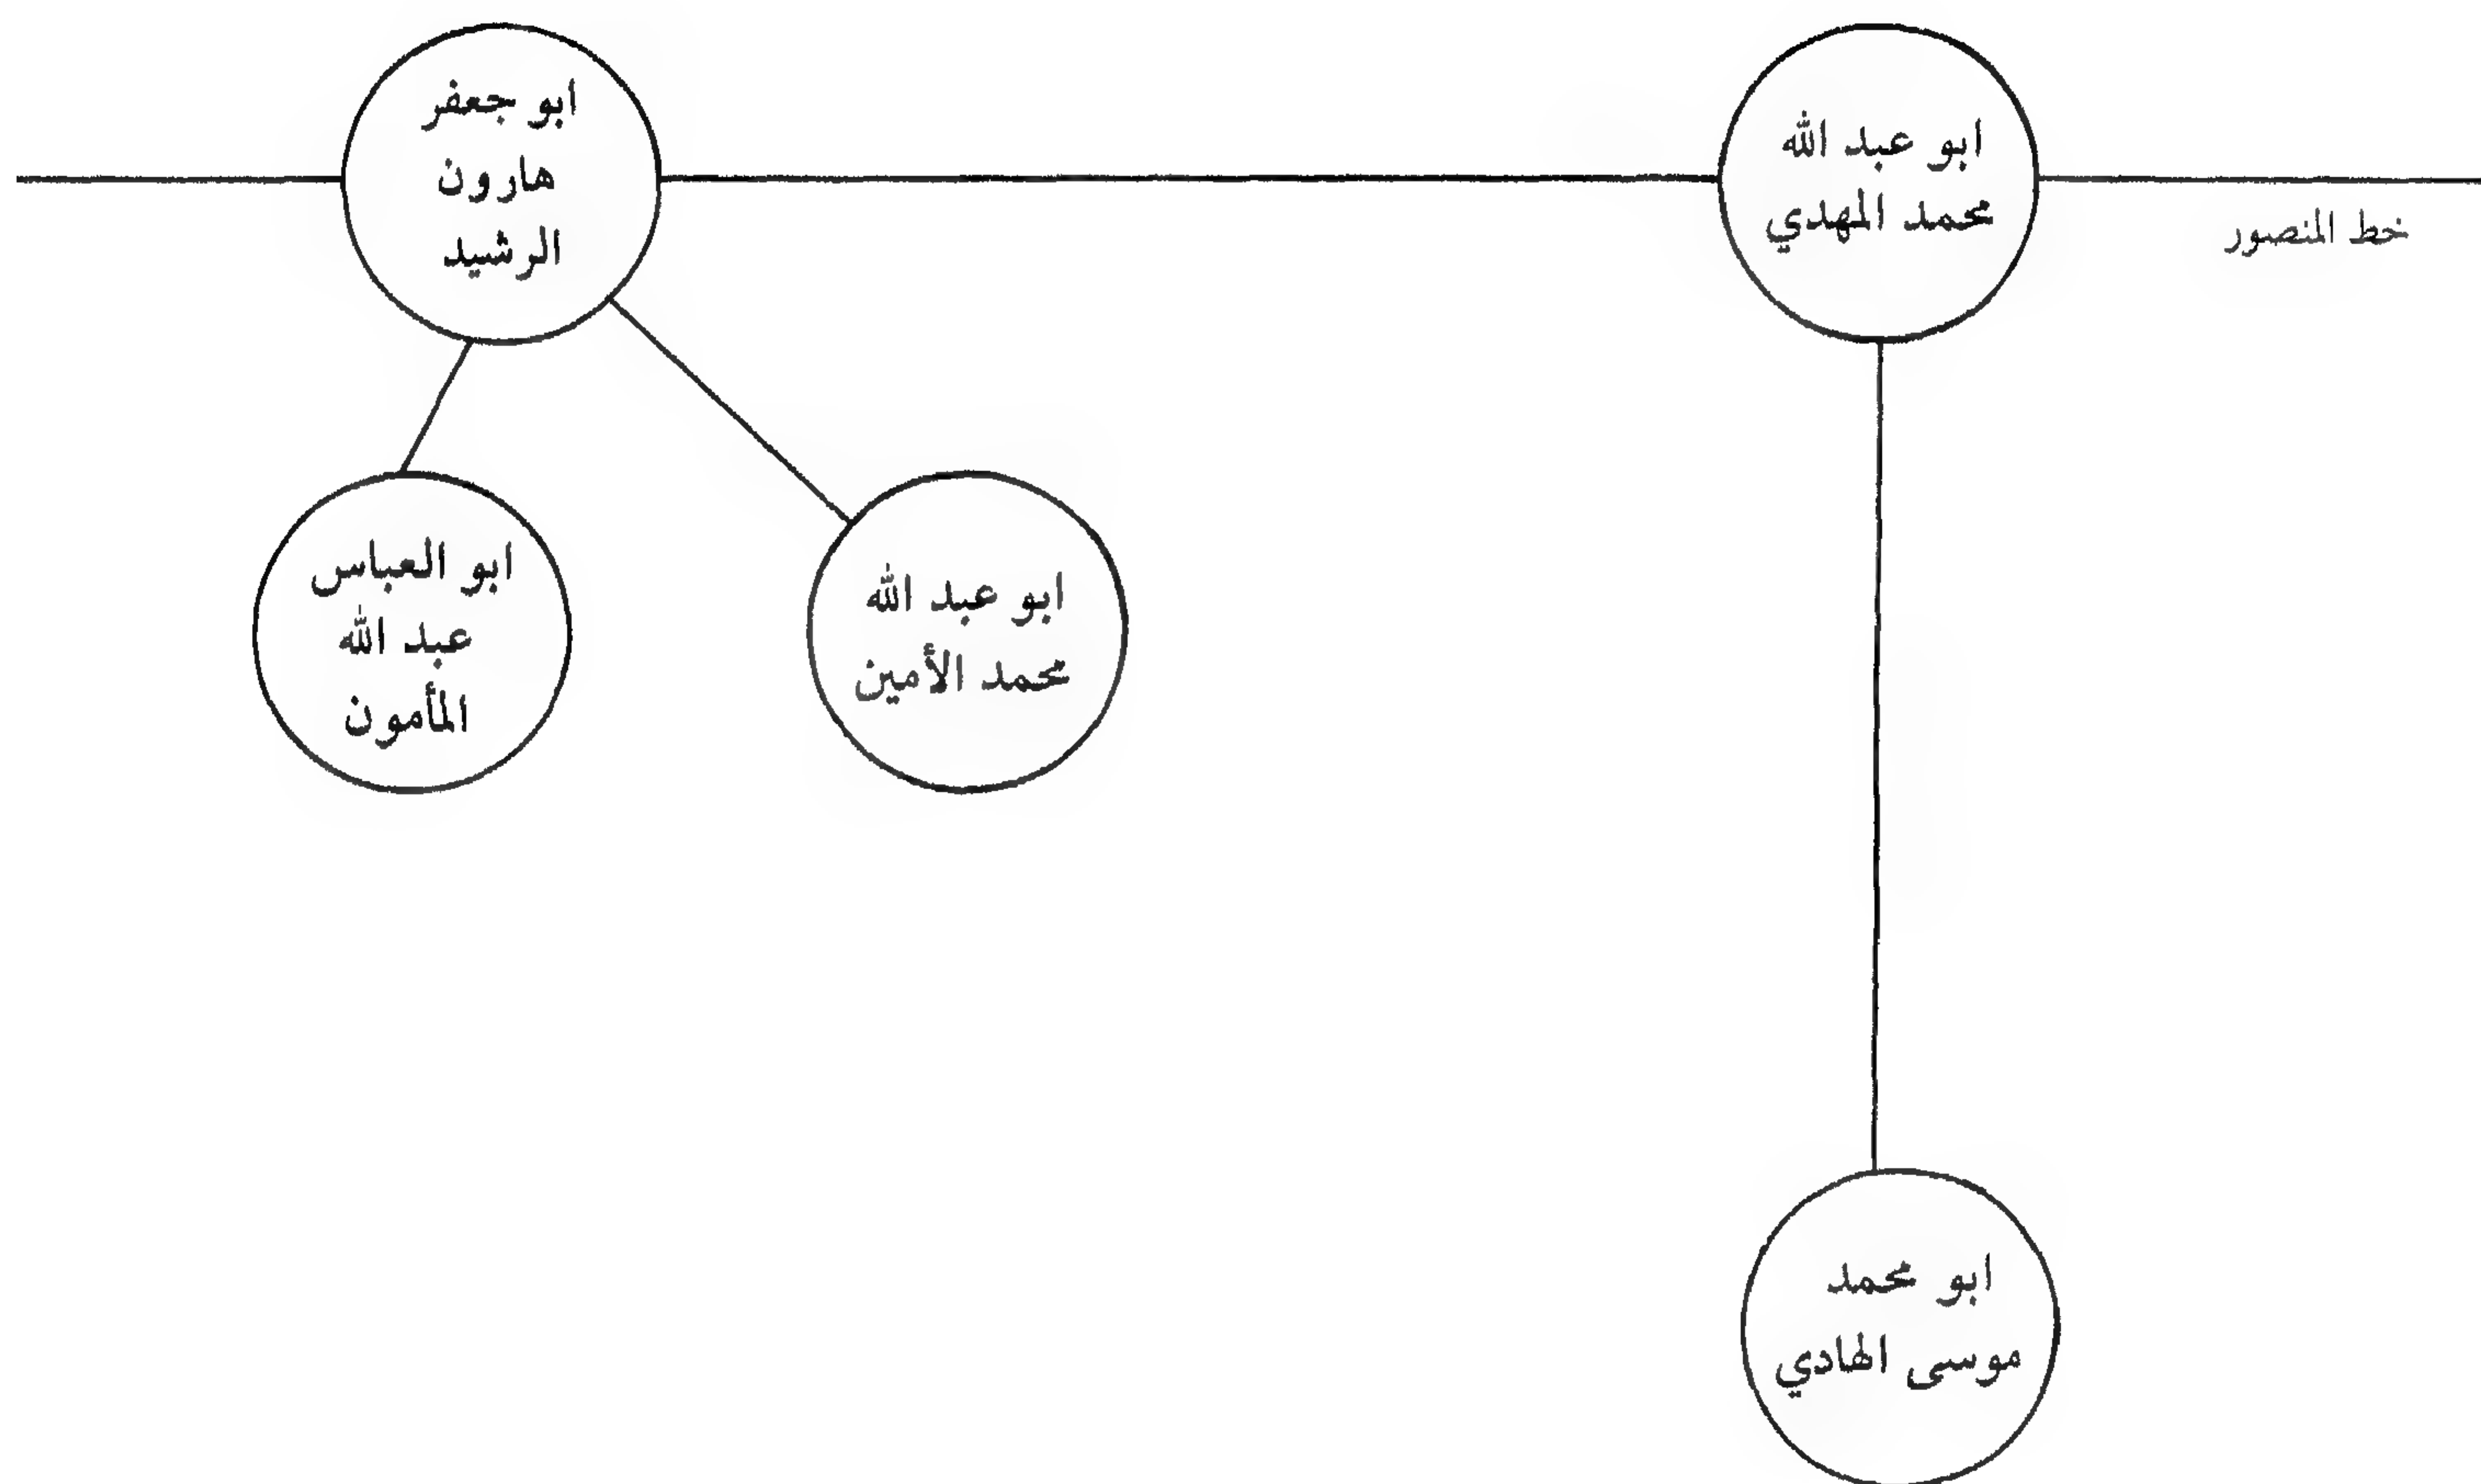 ابو عبد الله
محمد المهدي
خط المنصور
ابو جعفر
هارون
الرشيد
ابو عبد الله
محمد الأمين
ابو العباس
عبد الله
المأمون
ابو محمد
موسى الهادي